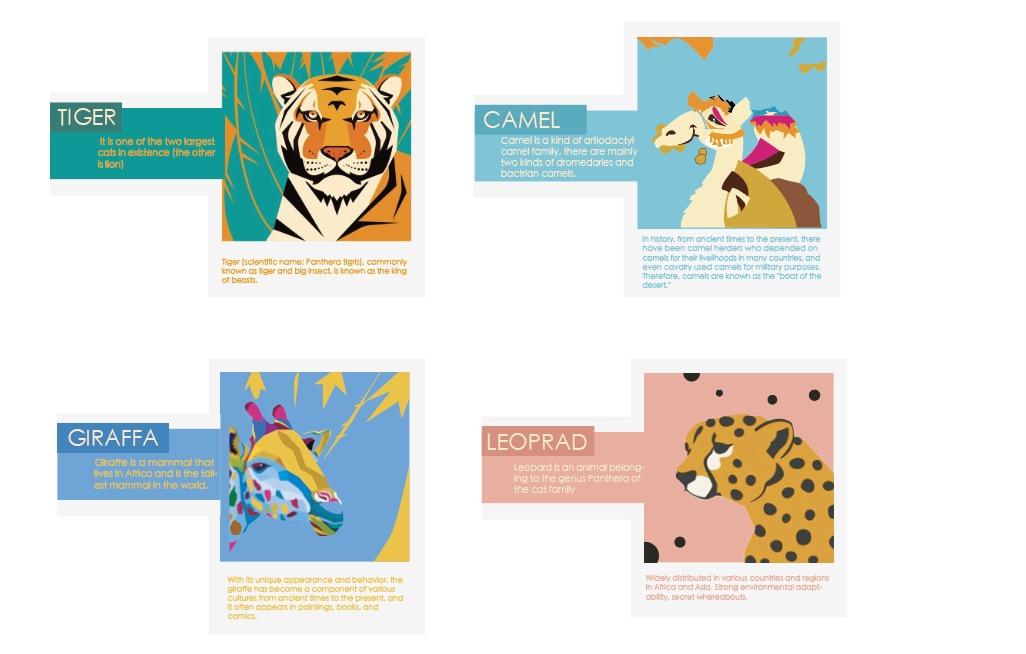 TIGER
It is one of the two largest
cats in existence (the other
is lion)
Tiger (scientific name: Panthera tigris), commonly
known as tiger and big insect, is known as the king
of beasts.
CAMEL
Camel is a kind of artiodactyl
camel family, there are mainly
two kinds of dromedaries and
bactrian camels.
In history, from ancient times to the present, there
have been camel herders who depended on
camels for their livelihoods in many countries, and
even cavalry used camels for military purposes.
Therefore, camels are known as the "boat of the
desert."
GIRAFFA
Giraffe is a mammal that
lives in Africa and is the tall-
est mammal in the world.
With its unique appearance and behavior, the
giraffe has become a component of various
cultures from ancient times to the present, and
it often appears in paintings, books, and
comics.
LEOPRAD
Leopard is an animal belong-
ing to the genus Panthera of
the cat family
Widely distributed in various countries and regions
in Africa and Asia. Strong environmental adapt-
ability, secret whereabouts.